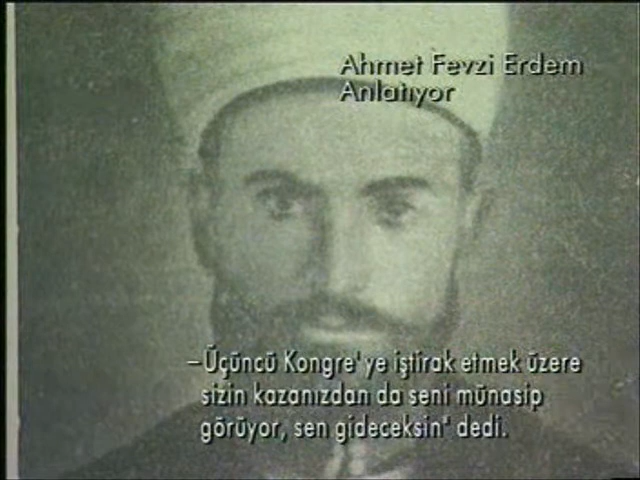 Ahmet Fevzi Erdem
Anlatıyor
–Üçüncü Kongre'ye iştirak etmek üzere
sizin kazanızdan da seni münasip
görüyor, sen gideceksin' dedi.